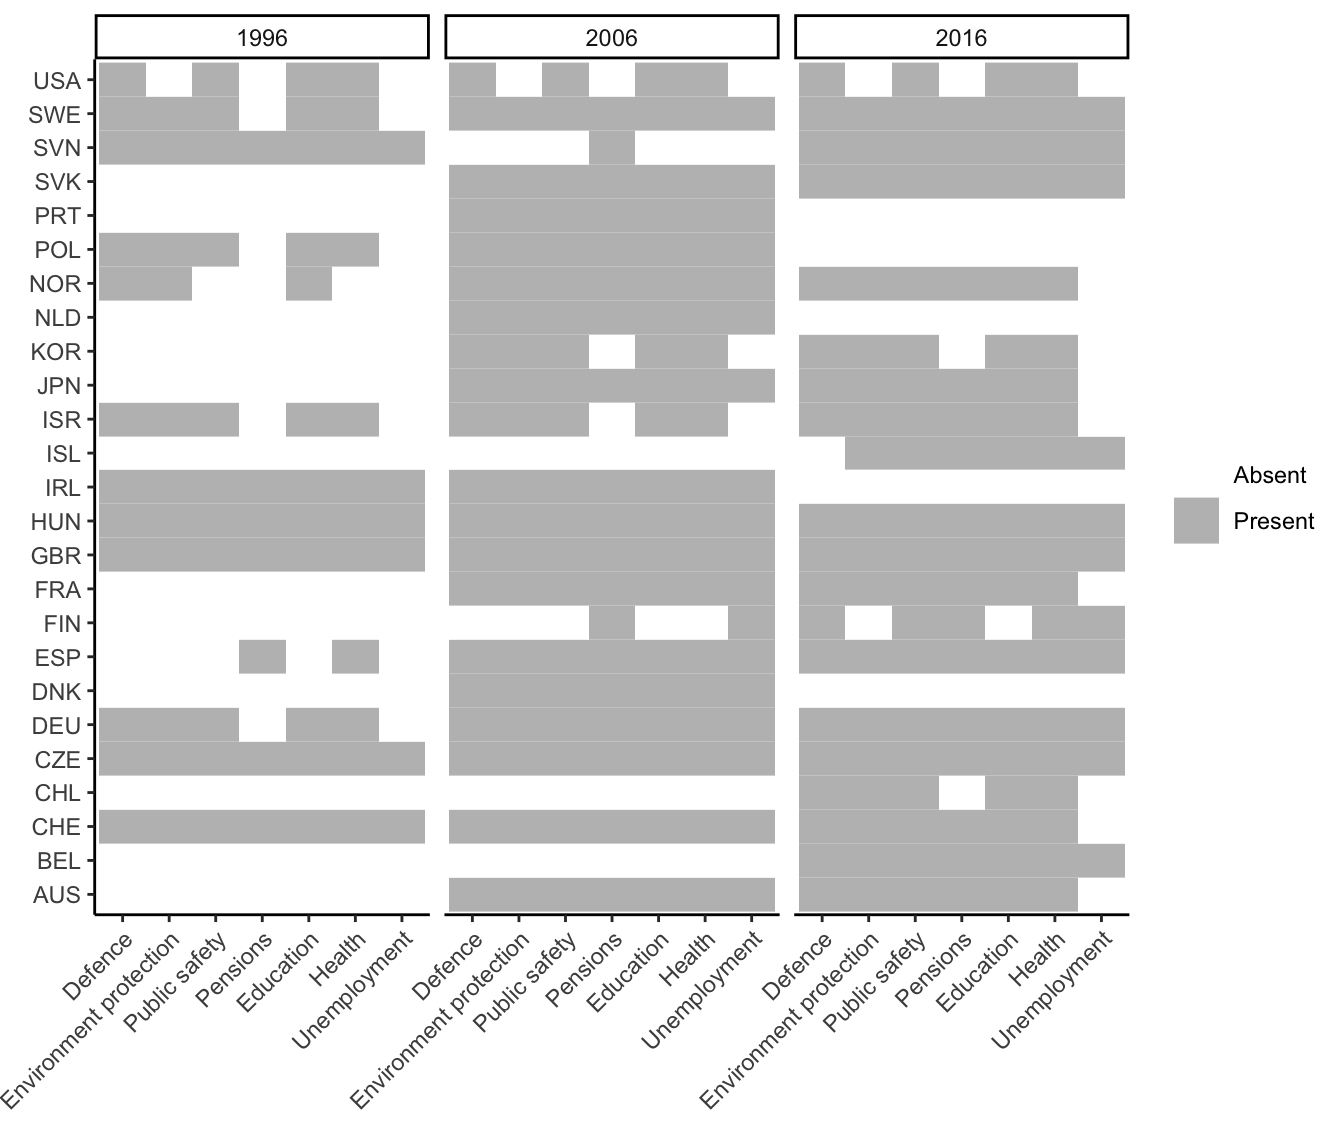 1996 2006 2016
USA
SWE
SVN
SVK
PRT
POL
NOR
NLD
KOR
JPN
ISR
ISL
IRL
HUN
GBR
FRA
FIN
ESP
DNK
DEU
CZE
CHL
CHE
BEL
AUS
Defence
Environment protection
Public safety
Pensions
Education
Health
Unemployment
Defence
Environment protection
Public safety
Pensions
Education
Health
Unemployment
Defence
Environment protection
Public safety
Pensions
Education
Health
Unemployment
Absent
Present